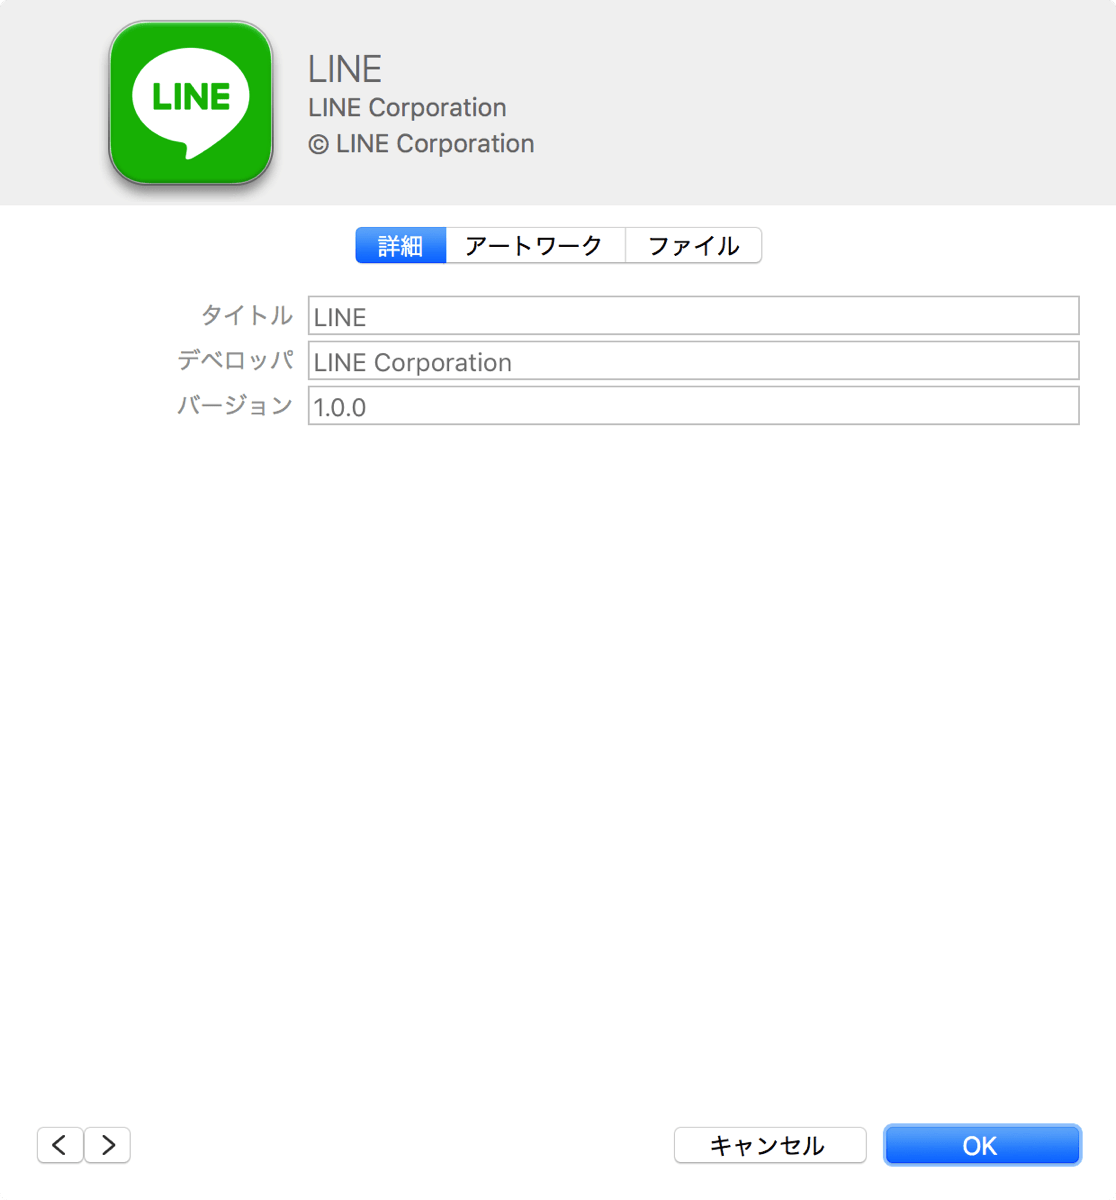 LINE
LINE
LINE Corporation
© LINE Corporation
詳細 アートワーク ファイル
タイトル LINE
デベロッパ LINE Corporation
バージョン 1.0.0
キャンセル OK